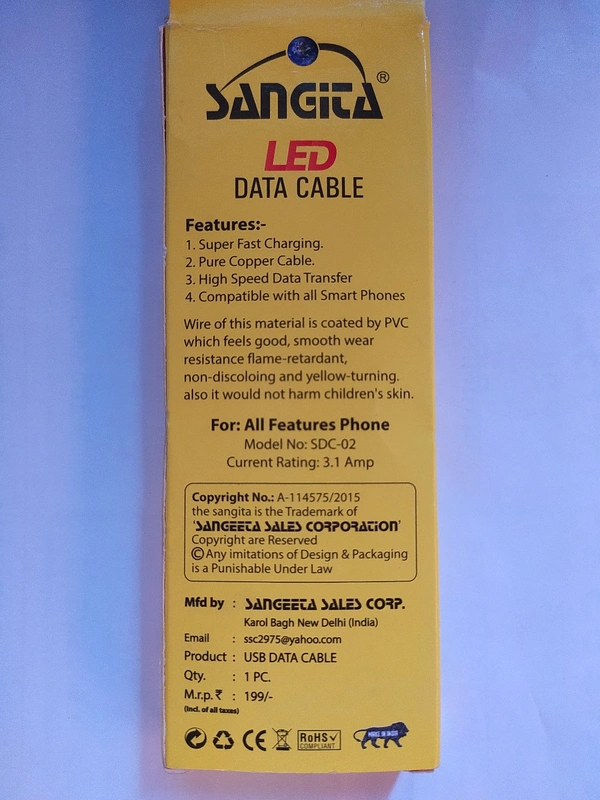 SANGITA®
LED
DATA CABLE
Features:-
1. Super Fast Charging.
2. Pure Copper Cable.
3. High Speed Data Transfer
4. Compatible with all Smart Phones
Wire of this material is coated by PVC
which feels good, smooth wear
resistance flame-retardant,
non-discoloing and yellow-turning.
also it would not harm children's skin.
For: All Features Phone
Model No: SDC-02
Current Rating: 3.1 Amp
Copyright No.: A-114575/2015
the sangita is the Trademark of
'SANGEETA SALES CORPORATION'
Copyright are Reserved
©Any imitations of Design & Packaging
is a Punishable Under Law
Mfd by : SANGEETA SALES CORP.
Karol Bagh New Delhi (India)
Email : ssc2975@yahoo.com
Product : USB DATA CABLE
Qty. : 1 PC.
M.r.p. ₹ : 199/-
(Incl. of all taxes)
CE RoHS✓ MADE IN INDIA
COMPLIANT